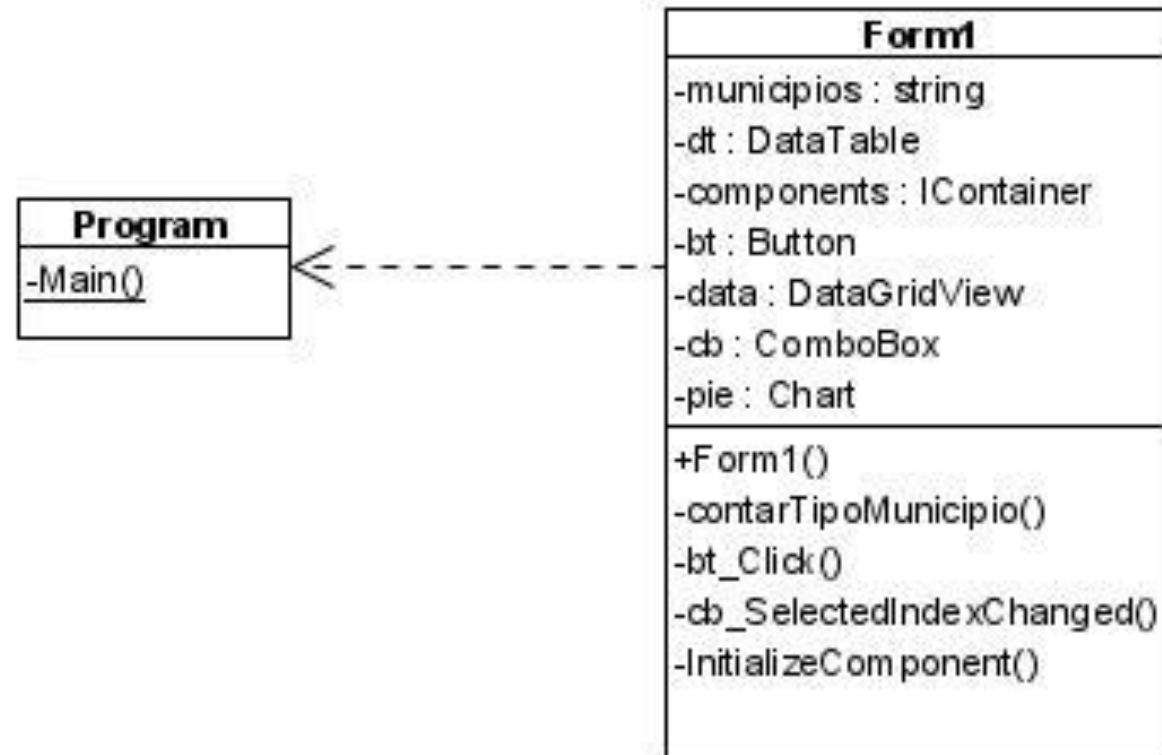 Program
-Main()
Form1
-municipios : string
-dt : DataTable
-components : IContainer
-bt : Button
-data : DataGridView
-cb : ComboBox
-pie : Chart
+Form1()
-contarTipoMunicipio()
-bt_Click()
-cb_SelectedIndexChanged()
-InitializeComponent()